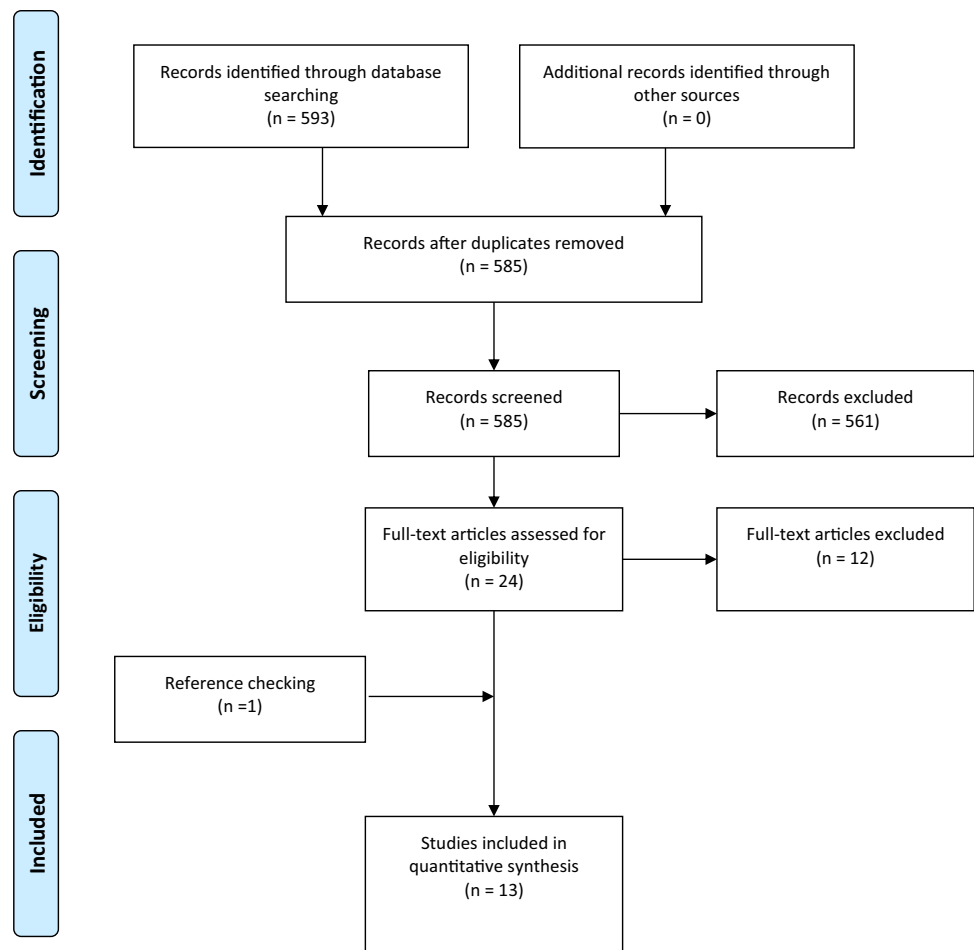 Identification
Records identified through database
searching
(n = 593)
Additional records identified through
other sources
(n = 0)
Records after duplicates removed
(n = 585)
Screening
Records screened
(n = 585)
Records excluded
(n = 561)
Eligibility
Full-text articles assessed for
eligibility
(n = 24)
Full-text articles excluded
(n = 12)
Reference checking
(n =1)
Included
Studies included in
quantitative synthesis
(n = 13)